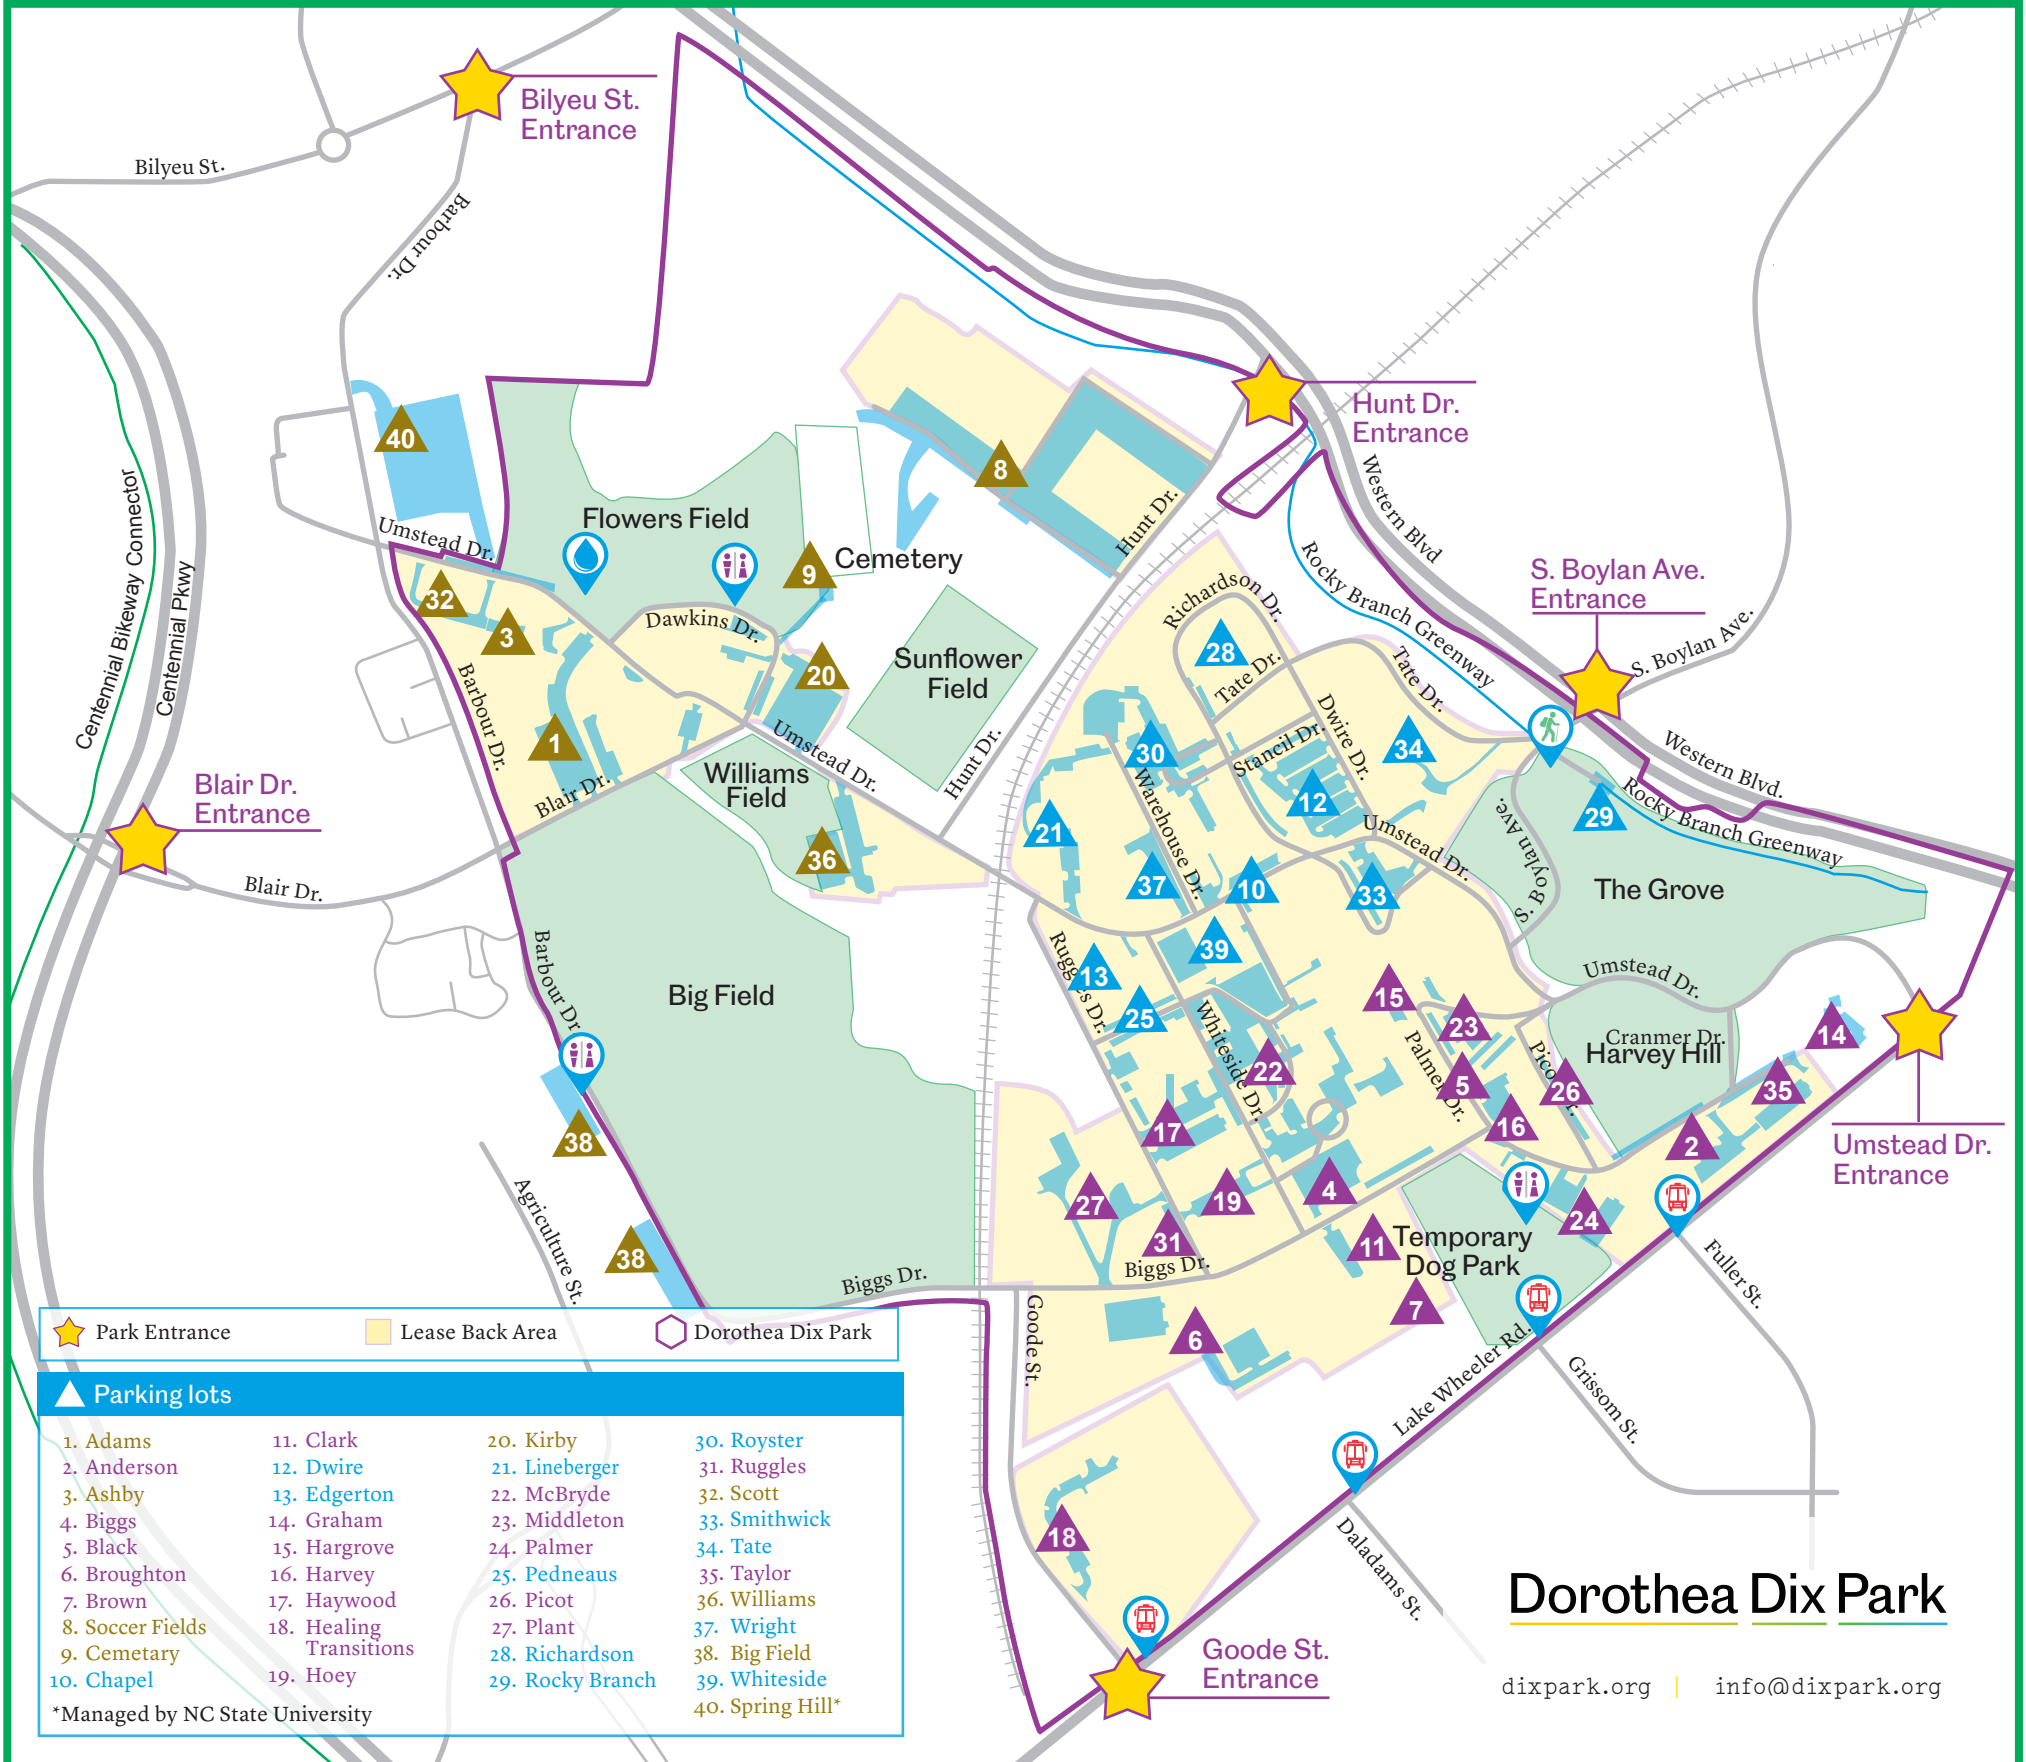 Bilyeu St.
Entrance
Bilyeu St.
Barbour Dr.
Hunt Dr.
Entrance
Western Blvd
40
8
Umstead Dr.
Flowers Field
Hunt Dr.
Cemetery
9
32
3
Dawkins Dr.
20
Sunflower
Field
Richardson Dr.
28
Tate Dr.
Tate Dr.
Rocky Branch Greenway
S. Boylan Ave.
Entrance
S. Boylan Ave.
Centennial Bikeway Connector
Centennial Pkwy
Barbour Dr.
1
Blair Dr.
Umstead Dr.
Williams
Field
36
Hunt Dr.
30
Stancil Dr.
Dwire Dr.
34
12
Warehouse Dr.
21
37
10
33
Umstead Dr.
S. Boylan Ave.
29
Western Blvd.
Rocky Branch Greenway
The Grove
Blair Dr.
Entrance
Blair Dr.
Barbour Dr.
Big Field
Ruggles Dr.
13
39
25
Whiteside Dr.
22
15
23
Palmer Dr.
5
16
Picot Dr.
26
Umstead Dr.
Cranmer Dr.
Harvey Hill
14
35
2
Umstead Dr.
Entrance
38
38
Agriculture St.
17
27
19
31
4
11
Temporary
Dog Park
24
7
6
Biggs Dr.
Biggs Dr.
Goode St.
Lake Wheeler Rd.
Fuller St.
Grissom St.
Daladams St.
18
Goode St.
Entrance
Park Entrance
Lease Back Area
Dorothea Dix Park
Parking lots
1. Adams
2. Anderson
3. Ashby
4. Biggs
5. Black
6. Broughton
7. Brown
8. Soccer Fields
9. Cemetary
10. Chapel
11. Clark
12. Dwire
13. Edgerton
14. Graham
15. Hargrove
16. Harvey
17. Haywood
18. Healing
Transitions
19. Hoey
20. Kirby
21. Lineberger
22. McBryde
23. Middleton
24. Palmer
25. Pedneaus
26. Picot
27. Plant
28. Richardson
29. Rocky Branch
30. Royster
31. Ruggles
32. Scott
33. Smithwick
34. Tate
35. Taylor
36. Williams
37. Wright
38. Big Field
39. Whiteside
40. Spring Hill*
*Managed by NC State University
Dorothea Dix Park
dixpark.org | info@dixpark.org